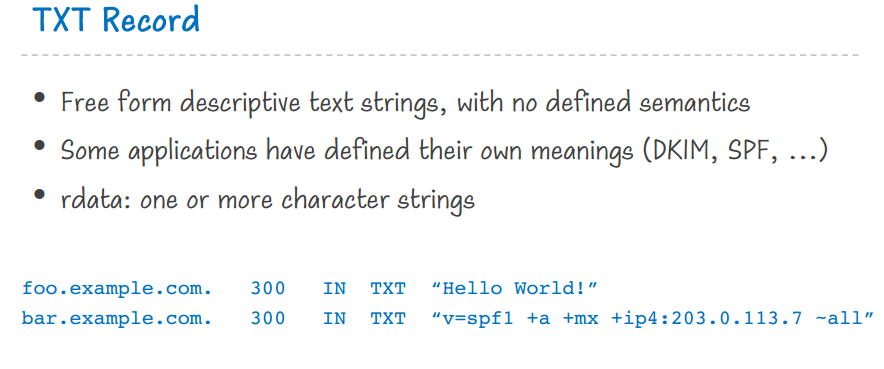 TXT Record
• Free form descriptive text strings, with no defined semantics
• Some applications have defined their own meanings (DKIM, SPF, ...)
• rdata: one or more character strings
foo.example.com. 300 IN TXT “Hello World!”
bar.example.com. 300 IN TXT “v=spf1 +a +mx +ip4:203.0.113.7 ~all”